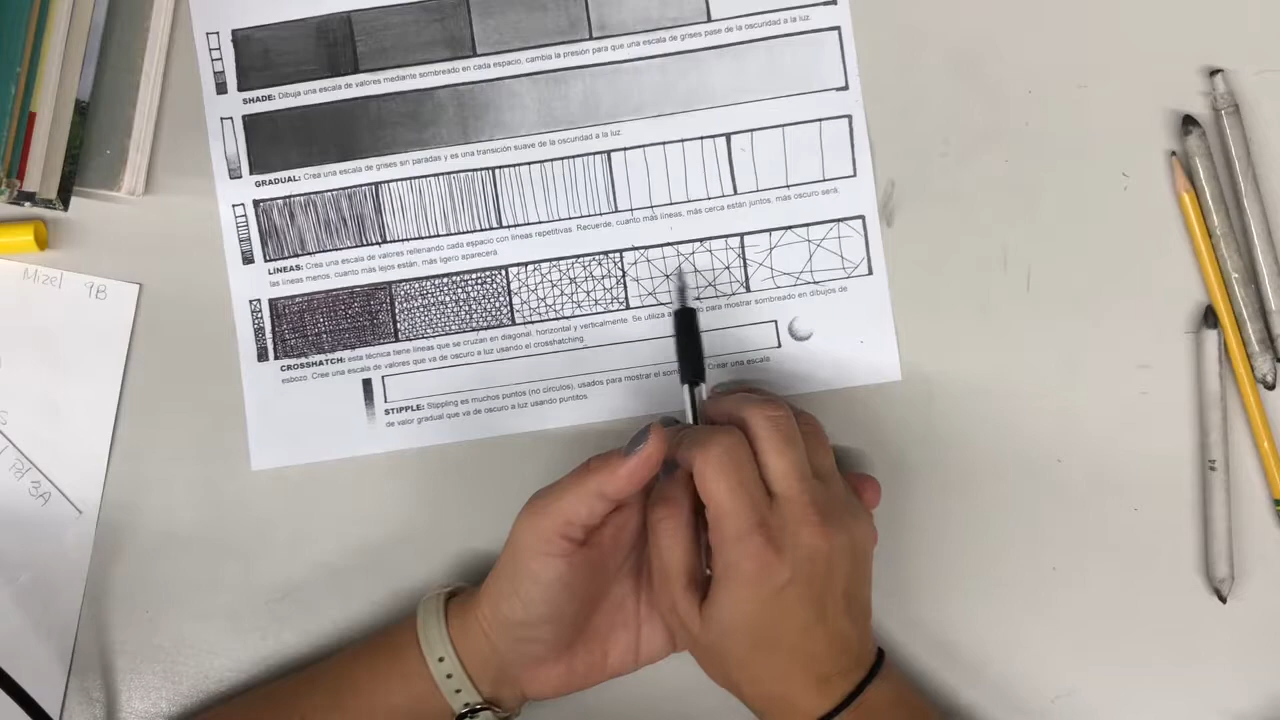 SHADE: Dibuja una escala de valores mediante sombreado en cada espacio, cambia la presión para que una escala de grises pase de la oscuridad a la luz.
GRADUAL: Crea una escala de grises sin paradas y es una transición suave de la oscuridad a la luz.
LÍNEAS: Crea una escala de valores rellenando cada espacio con líneas repetitivas. Recuerde, cuanto más líneas, más cerca están juntos, más oscuro será;
las líneas menos, cuanto más lejos están, más ligero aparecerá.
CROSSHATCH: esta técnica tiene líneas que se cruzan en diagonal, horizontal y verticalmente. Se utiliza a para mostrar sombreado en dibujos de
esbozo. Cree una escala de valores que va de oscuro a luz usando el crosshatching.
STIPPLE: Stippling es muchos puntos (no círculos), usados para mostrar el Crear una escala
de valor gradual que va de oscuro a luz usando puntitos.
Mizel 9B
Pd 3A
#4